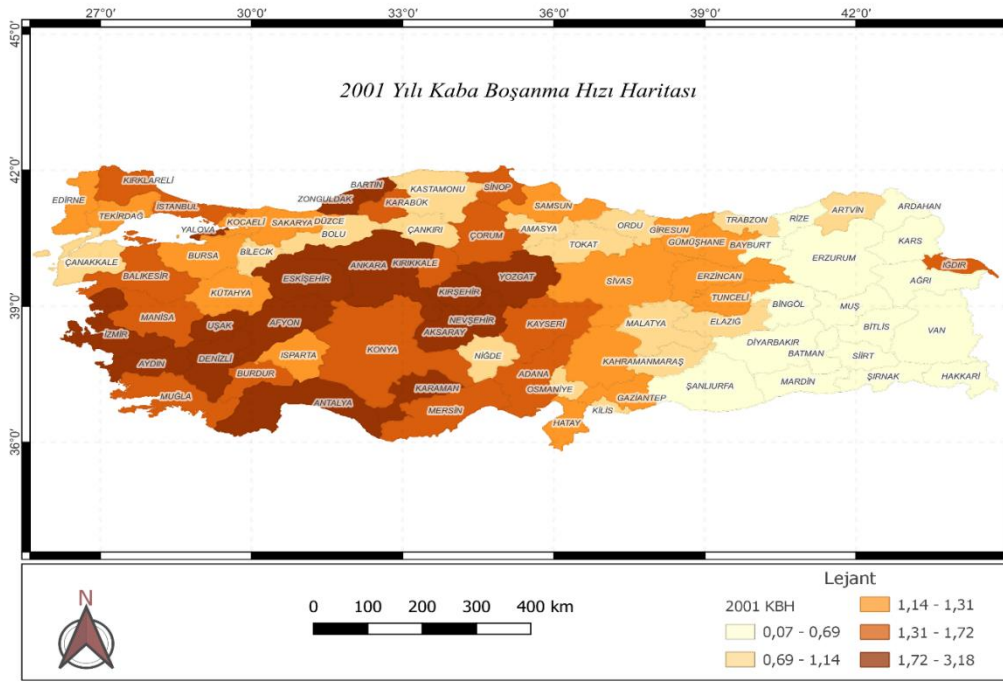 27°0' 30°0' 33°0' 36°0' 39°0' 42°0'
45°0'
2001 Yılı Kaba Boşanma Hızı Haritası
42°0'
KIRKLARELİ
EDİRNE
TEKİRDAĞ
İSTANBUL
YALOVA
KOCAELİ
SAKARYA
DÜZCE
ZONGULDAK
BARTIN
KARABÜK
KASTAMONU
SİNOP
SAMSUN
BOLU
ÇANKIRI
ÇORUM
AMASYA
ORDU
GİRESUN
TOKAT
TRABZON
GÜMÜŞHANE
BAYBURT
RİZE
ARTVİN
ARDAHAN
KARS
ERZURUM
IĞDIR
AĞRI
ÇANAKKALE
BALIKESİR
BURSA
BİLECİK
ESKİŞEHİR
ANKARA
KIRIKKALE
YOZGAT
SİVAS
ERZİNCAN
TUNCELİ
KÜTAHYA
KIRŞEHİR
39°0'
MANİSA
UŞAK
AFYON
NEVŞEHİR
AKSARAY
KAYSERİ
MALATYA
ELAZIĞ
BİNGÖL
MUŞ
BİTLİS
VAN
İZMİR
AYDIN
DENİZLİ
ISPARTA
BURDUR
KONYA
NİĞDE
KAHRAMANMARAŞ
DİYARBAKIR
BATMAN
SİİRT
ŞIRNAK
HAKKARİ
MUĞLA
ANTALYA
KARAMAN
MERSİN
ADANA
OSMANİYE
GAZİANTEP
KİLİS
HATAY
ŞANLIURFA
MARDİN
36°0'
N
0 100 200 300 400 km
Lejant
2001 KBH
0,07 - 0,69
0,69 - 1,14
1,14 - 1,31
1,31 - 1,72
1,72 - 3,18